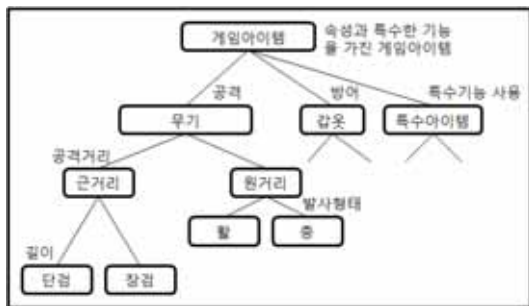 게임아이템
속성과 특수한 기능
을 가진 게임아이템
공격
방어
특수기능 사용
무기
갑옷
특수아이템
공격거리
근거리
원거리
발사형태
활
총
길이
단검
장검